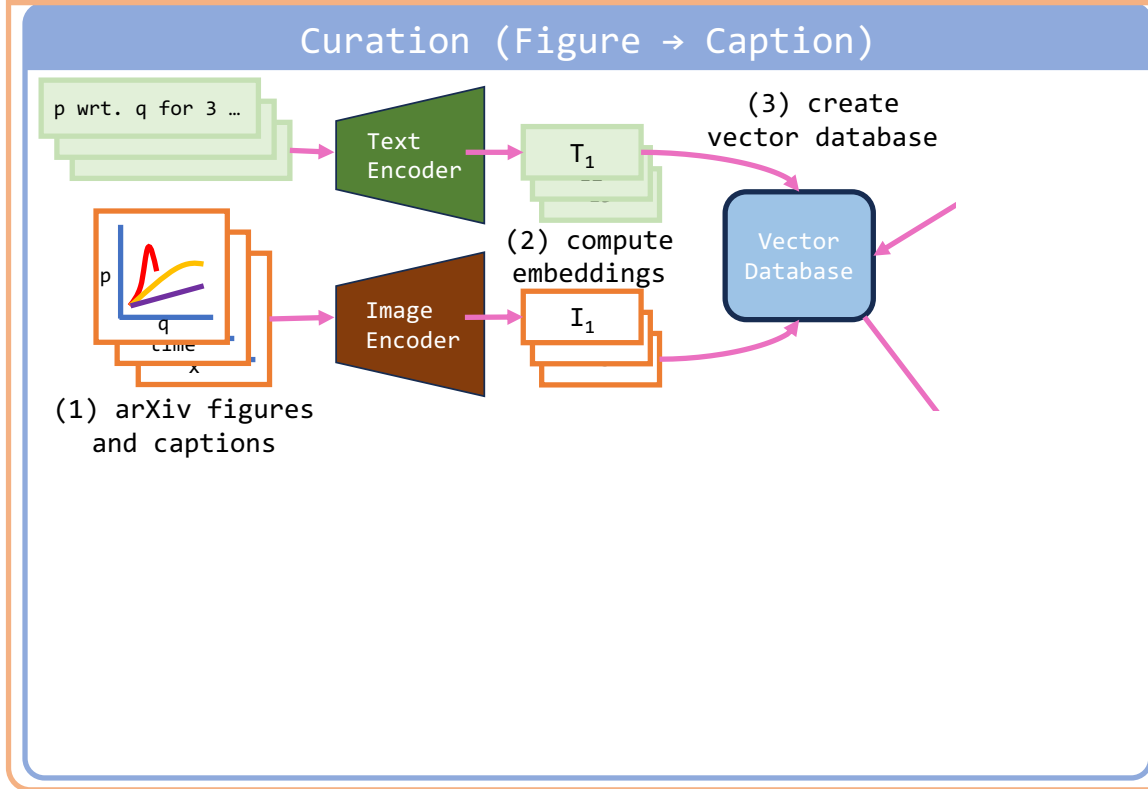 Curation (Figure → Caption)
p wrt. q for 3 …
Text
Encoder
T₁
(3) create
vector database
Vector
Database
(2) compute
embeddings
p
q
time
x
Image
Encoder
I₁
(1) arXiv figures
and captions